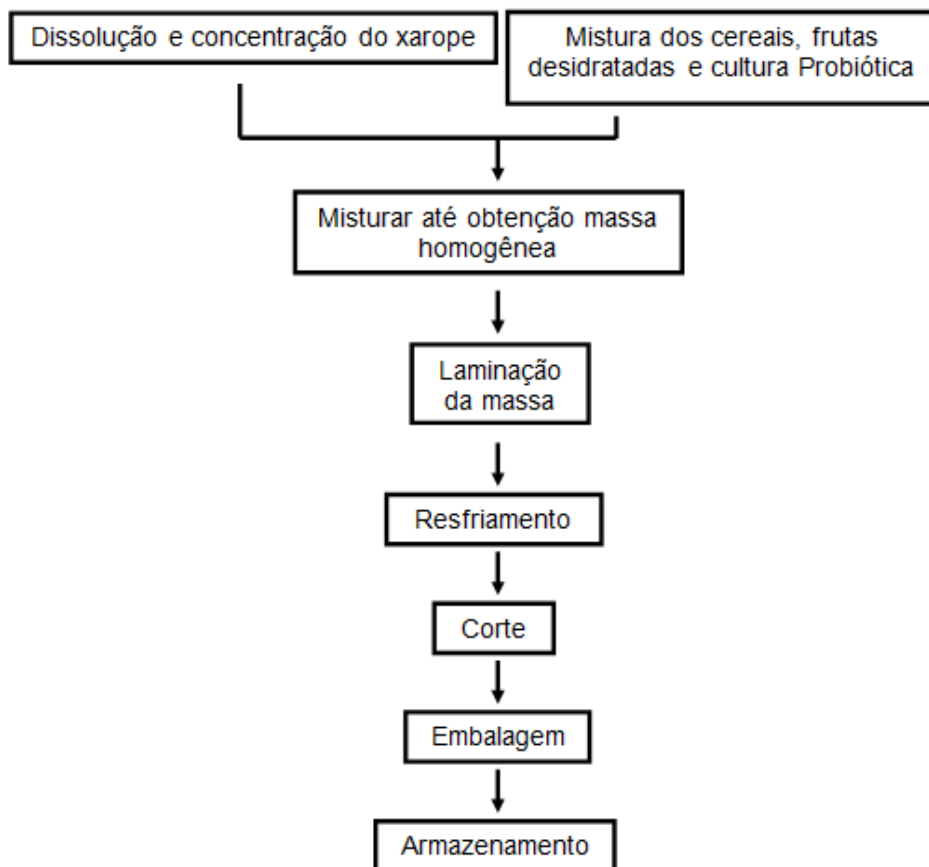 Dissolução e concentração do xarope
Mistura dos cereais, frutas
desidratadas e cultura Probiótica
Misturar até obtenção massa
homogênea
Laminação
da massa
Resfriamento
Corte
Embalagem
Armazenamento